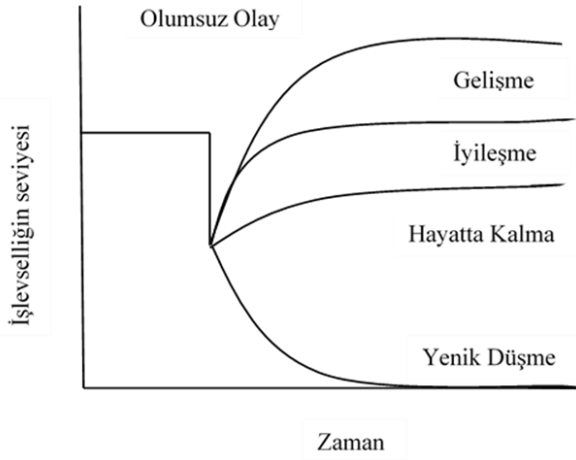 Olumsuz Olay
Gelişme
İyileşme
Hayatta Kalma
Yenik Düşme
İşlevselliğin seviyesi
Zaman